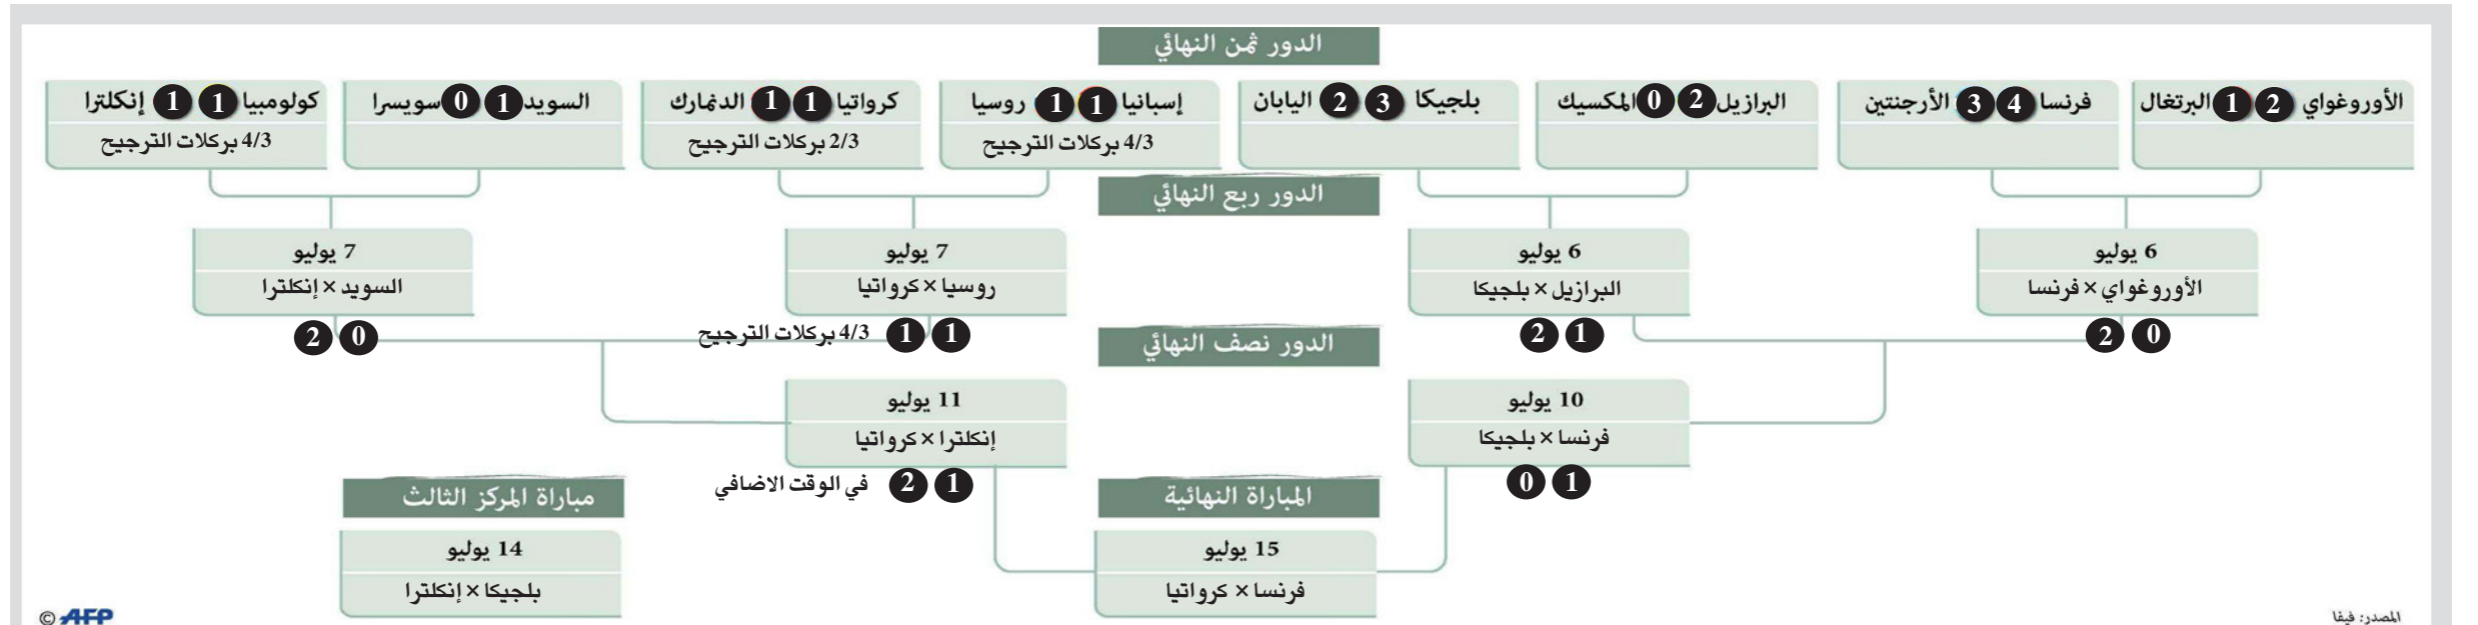 الدور ثمن النهائي
الأوروغواي 2 1 البرتغال
فرنسا 4 3 الأرجنتين
البرازيل 2 0 المكسيك
بلجيكا 3 2 اليابان
إسبانيا 1 1 روسيا
4/3 بركلات الترجيح
كرواتيا 1 1 الدنمارك
2/3 بركلات الترجيح
السويد 1 0 سويسرا
كولومبيا 1 1 إنكلترا
4/3 بركلات الترجيح
الدور ربع النهائي
6 يوليو
الأوروغواي × فرنسا
0 2
6 يوليو
البرازيل × بلجيكا
1 2
7 يوليو
روسيا × كرواتيا
1 1 4/3 بركلات الترجيح
7 يوليو
السويد × إنكلترا
0 2
الدور نصف النهائي
10 يوليو
فرنسا × بلجيكا
1 0
11 يوليو
إنكلترا × كرواتيا
1 2 في الوقت الاضافي
المباراة النهائية
15 يوليو
فرنسا × كرواتيا
مباراة المركز الثالث
14 يوليو
بلجيكا × إنكلترا
المصدر: فيفا
© AFP